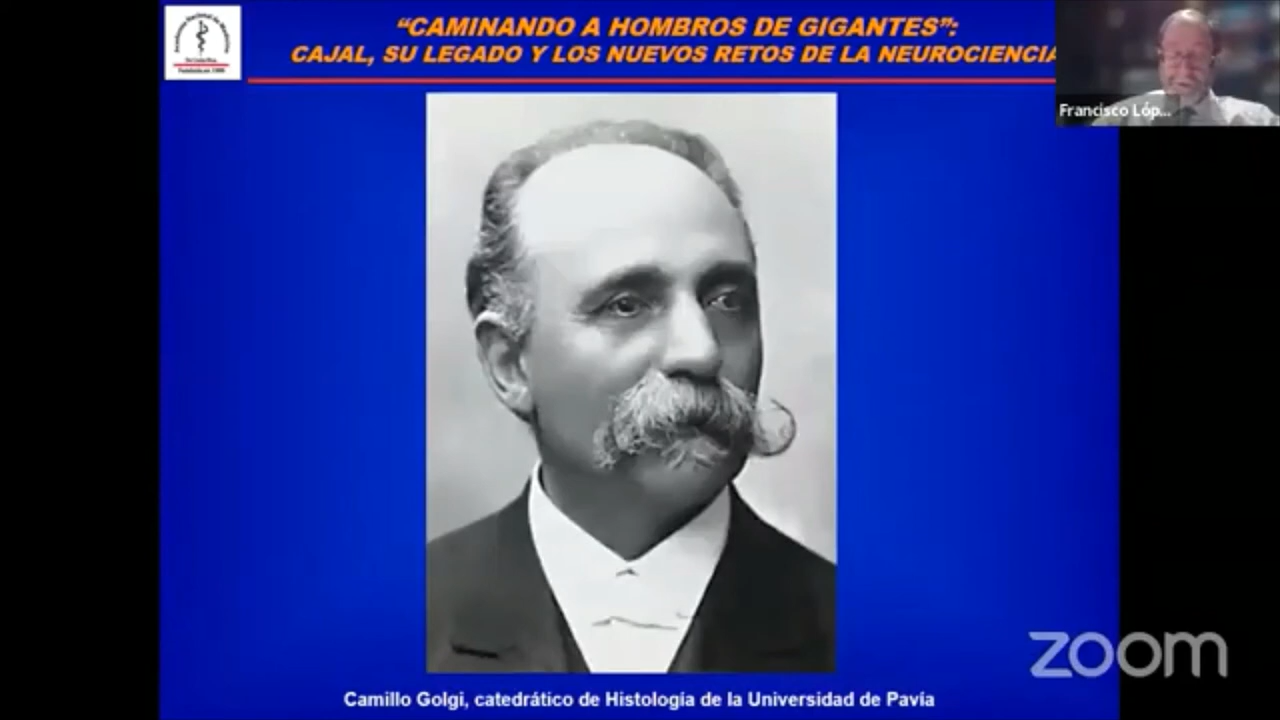 “CAMINANDO A HOMBROS DE GIGANTES”:
CAJAL, SU LEGADO Y LOS NUEVOS RETOS DE LA NEUROCIENCIA
Francisco Lóp...
zoom
Camillo Golgi, catedrático de Histología de la Universidad de Pavía